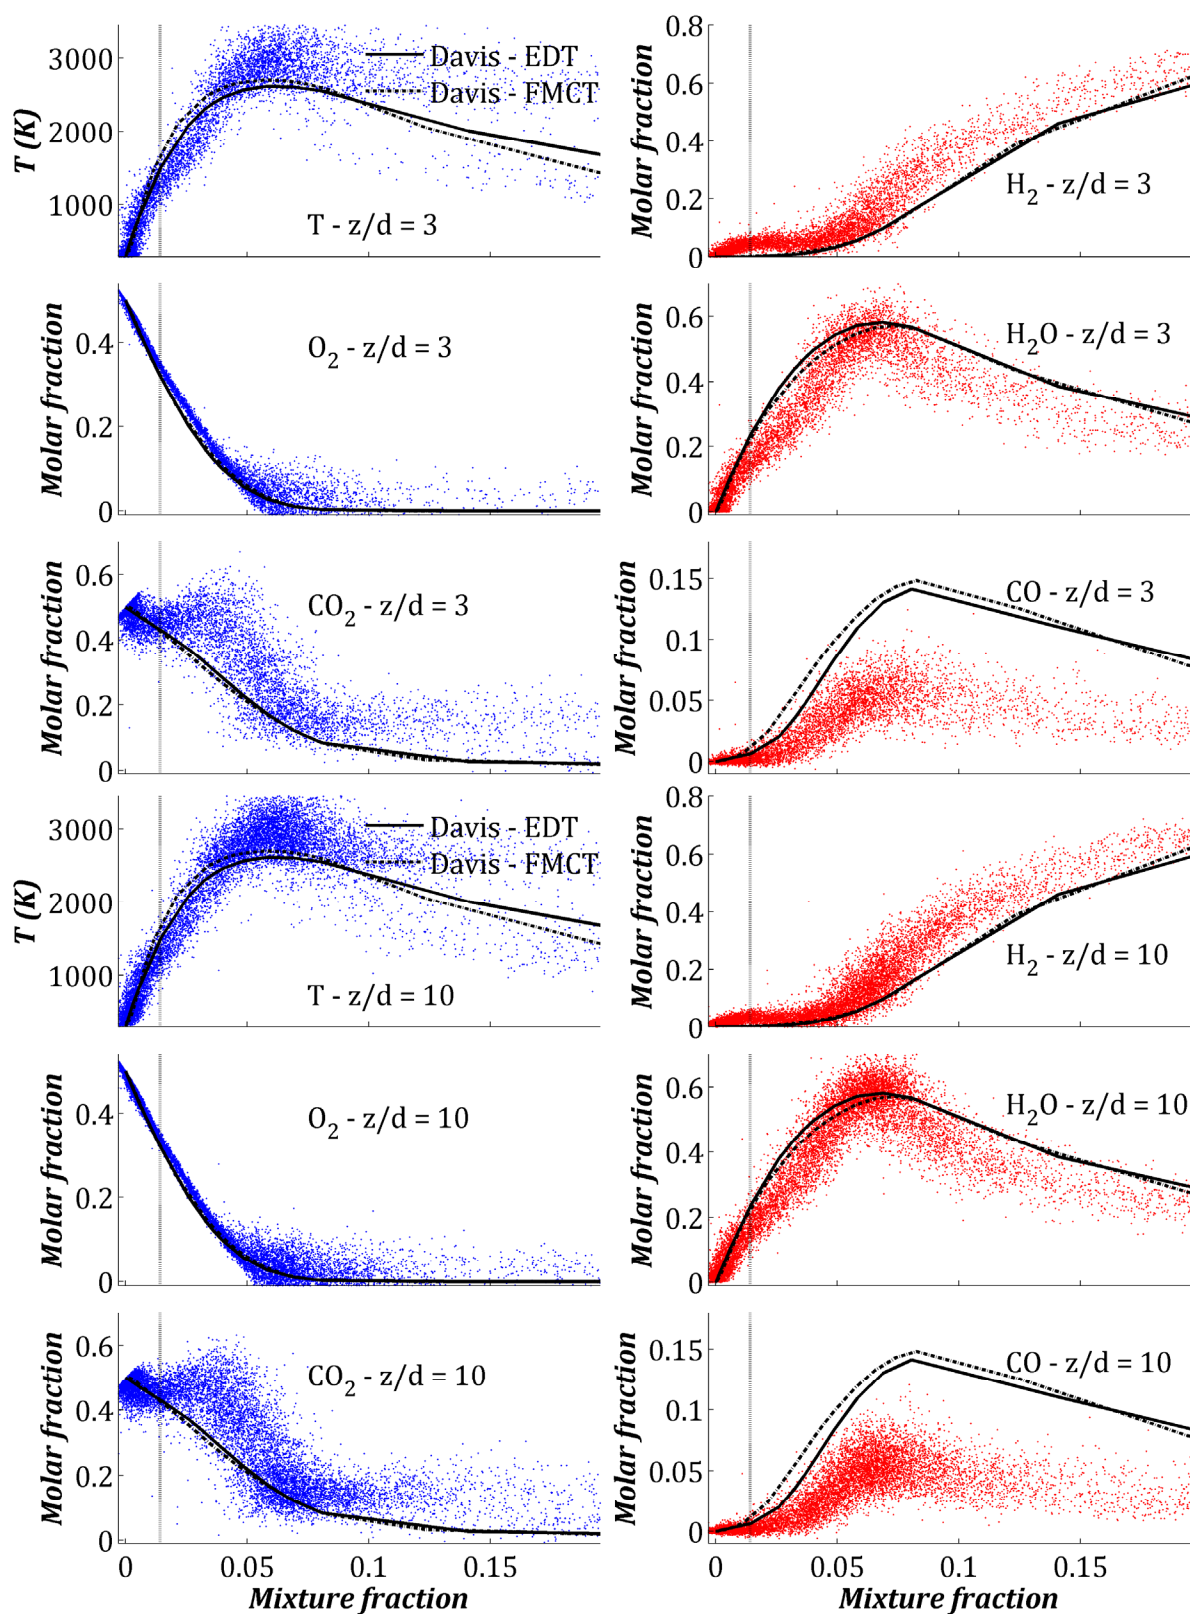 3000
2000
1000
T (K)
Davis - EDT
Davis - FMCT
T - z/d = 3
0.8
0.6
0.4
0.2
0
Molar fraction
H2 - z/d = 3
0.4
0.2
0
Molar fraction
O2 - z/d = 3
0.6
0.4
0.2
0
Molar fraction
H2O - z/d = 3
0.6
0.4
0.2
0
Molar fraction
CO2 - z/d = 3
0.15
0.1
0.05
0
Molar fraction
CO - z/d = 3
3000
2000
1000
T (K)
Davis - EDT
Davis - FMCT
T - z/d = 10
0.8
0.6
0.4
0.2
0
Molar fraction
H2 - z/d = 10
0.4
0.2
0
Molar fraction
O2 - z/d = 10
0.6
0.4
0.2
0
Molar fraction
H2O - z/d = 10
0.6
0.4
0.2
0
Molar fraction
CO2 - z/d = 10
0 0.05 0.1 0.15
Mixture fraction
0.15
0.1
0.05
0
Molar fraction
CO - z/d = 10
0 0.05 0.1 0.15
Mixture fraction